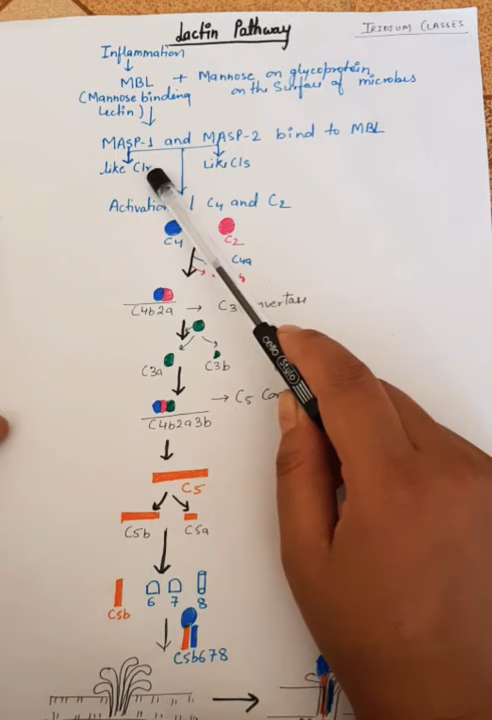 Lectin Pathway
IRIDIUM CLASSES
Inflammation
MBL + Mannose on glycoprotein
(Mannose binding on the surface of microbes
Lectin)
MASP-1 and MASP-2 bind to MBL
like C1r like C1s
Activation C4 and C2
C4 C2
C4a
C4b2a → C3
C3a C3b
C4b2a3b → C5 Con
C5
C5b C5a
C5b 6 7 8
C5b678
cello Stylo